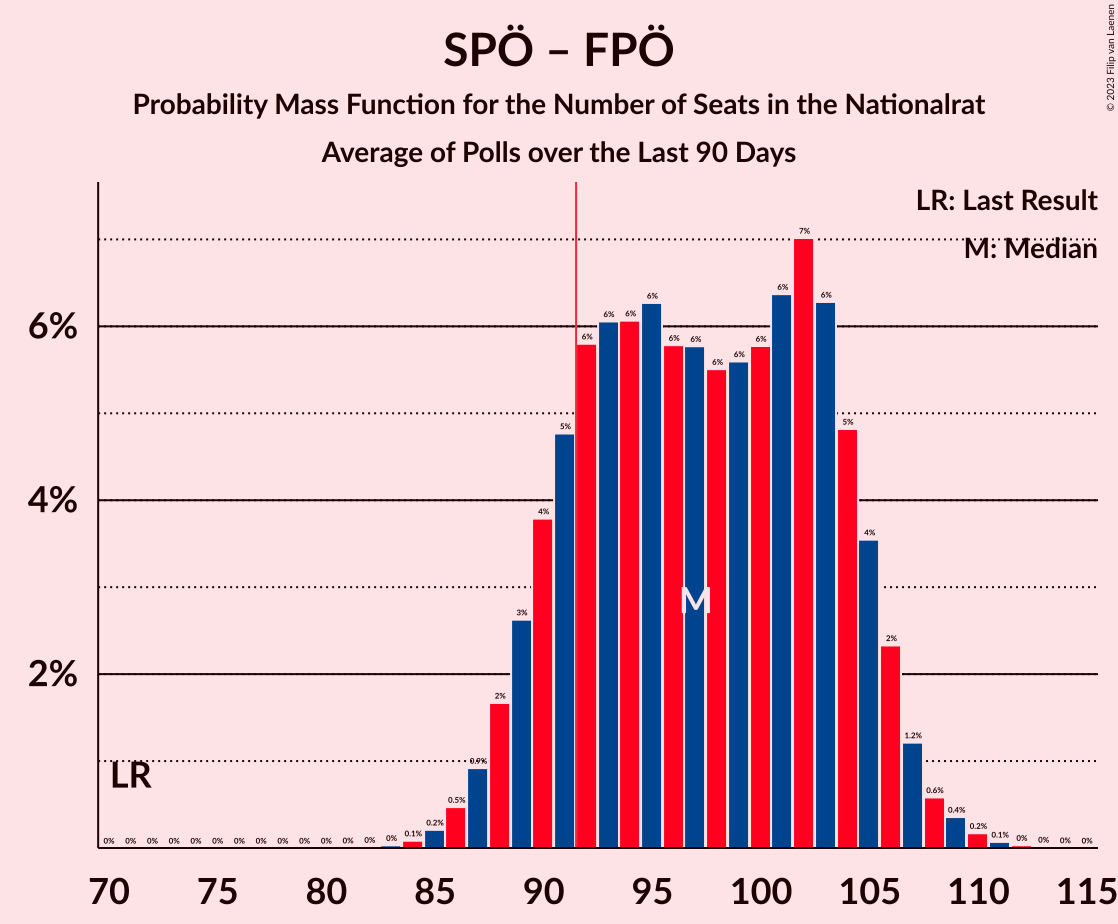 SPÖ – FPÖ
Probability Mass Function for the Number of Seats in the Nationalrat
Average of Polls over the Last 90 Days
© 2023 Filip van Laenen
LR: Last Result
M: Median
6%
4%
2%
0% 0% 0% 0% 0% 0% 0% 0% 0% 0% 0% 0% 0% 0% 0.1% 0.2% 0.5% 0.9% 2% 3% 4% 5% 6% 6% 6% 6% 6% 6% 6% 6% 6% 6% 7% 6% 5% 4% 2% 1.2% 0.6% 0.4% 0.2% 0.1% 0% 0% 0% 0%
M
LR
70 75 80 85 90 95 100 105 110 115